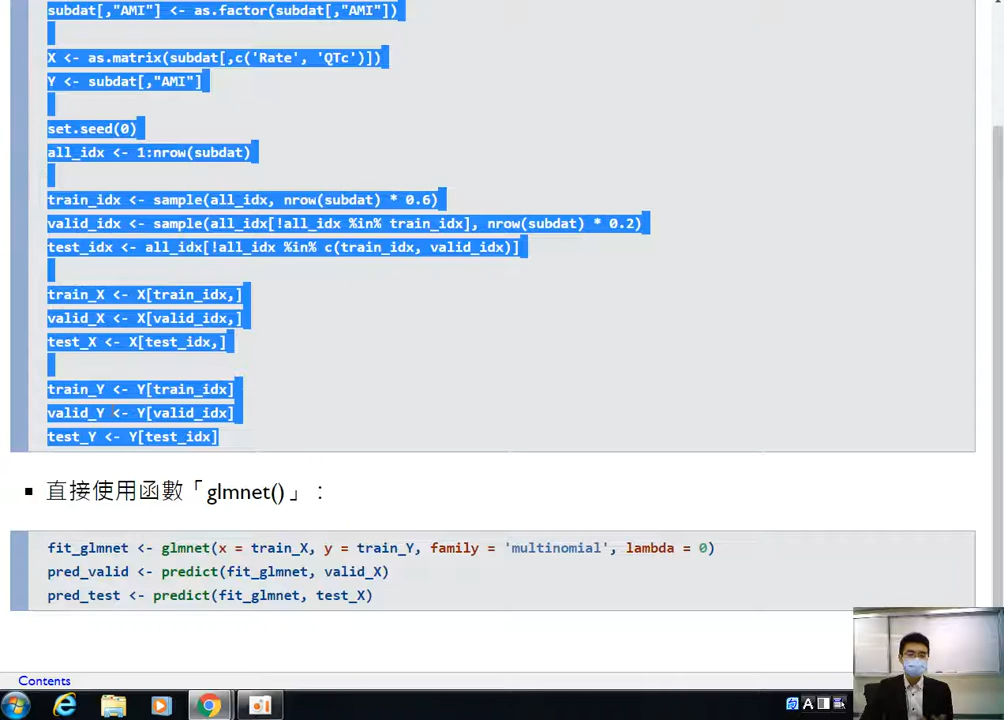 subdat[,"AMI"] <- as.factor(subdat[,"AMI"])
X <- as.matrix(subdat[,c('Rate', 'QTc')])
Y <- subdat[,"AMI"]
set.seed(0)
all_idx <- 1:nrow(subdat)
train_idx <- sample(all_idx, nrow(subdat) * 0.6)
valid_idx <- sample(all_idx[!all_idx %in% train_idx], nrow(subdat) * 0.2)
test_idx <- all_idx[!all_idx %in% c(train_idx, valid_idx)]
train_X <- X[train_idx,]
valid_X <- X[valid_idx,]
test_X <- X[test_idx,]
train_Y <- Y[train_idx]
valid_Y <- Y[valid_idx]
test_Y <- Y[test_idx]
▪ 直接使用函數「glmnet()」：
fit_glmnet <- glmnet(x = train_X, y = train_Y, family = 'multinomial', lambda = 0)
pred_valid <- predict(fit_glmnet, valid_X)
pred_test <- predict(fit_glmnet, test_X)
Contents
A